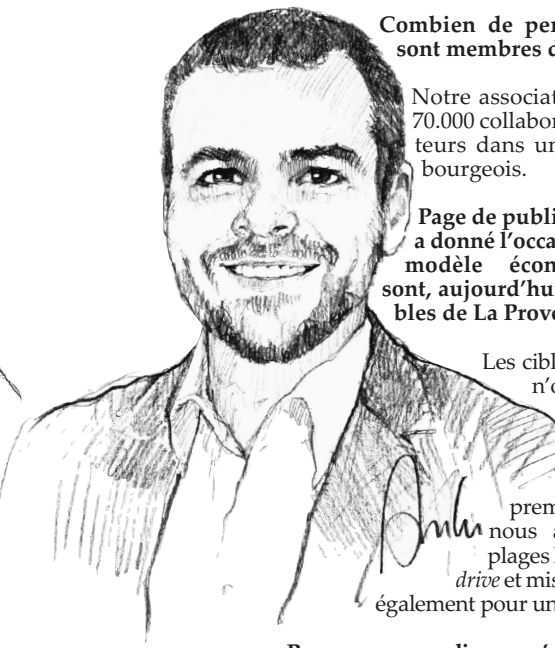 Combien de per
sont membres d
Notre associat
70.000 collabor
teurs dans un
bourgeois.
Page de publi
a donné l'occa
modèle écon
sont, aujourd'hui
bles de La Prove
Les cibl
n'o
prem
nous a
plages
drive et mis
également pour un